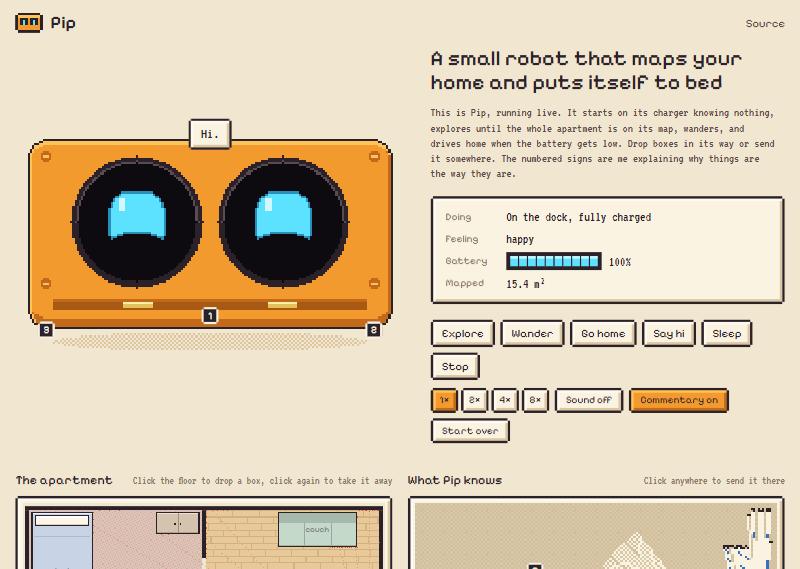 Pip
Source
A small robot that maps your
home and puts itself to bed
This is Pip, running live. It starts on its charger knowing nothing,
explores until the whole apartment is on its map, wanders, and
drives home when the battery gets low. Drop boxes in its way or send
it somewhere. The numbered signs are me explaining why things are
the way they are.
Hi.
1
9
2
Doing On the dock, fully charged
Feeling happy
Battery 100%
Mapped 15.4 m²
Explore Wander Go home Say hi Sleep
Stop
1× 2× 4× 8× Sound off Commentary on
Start over
The apartment Click the floor to drop a box, click again to take it away
What Pip knows Click anywhere to send it there
couch